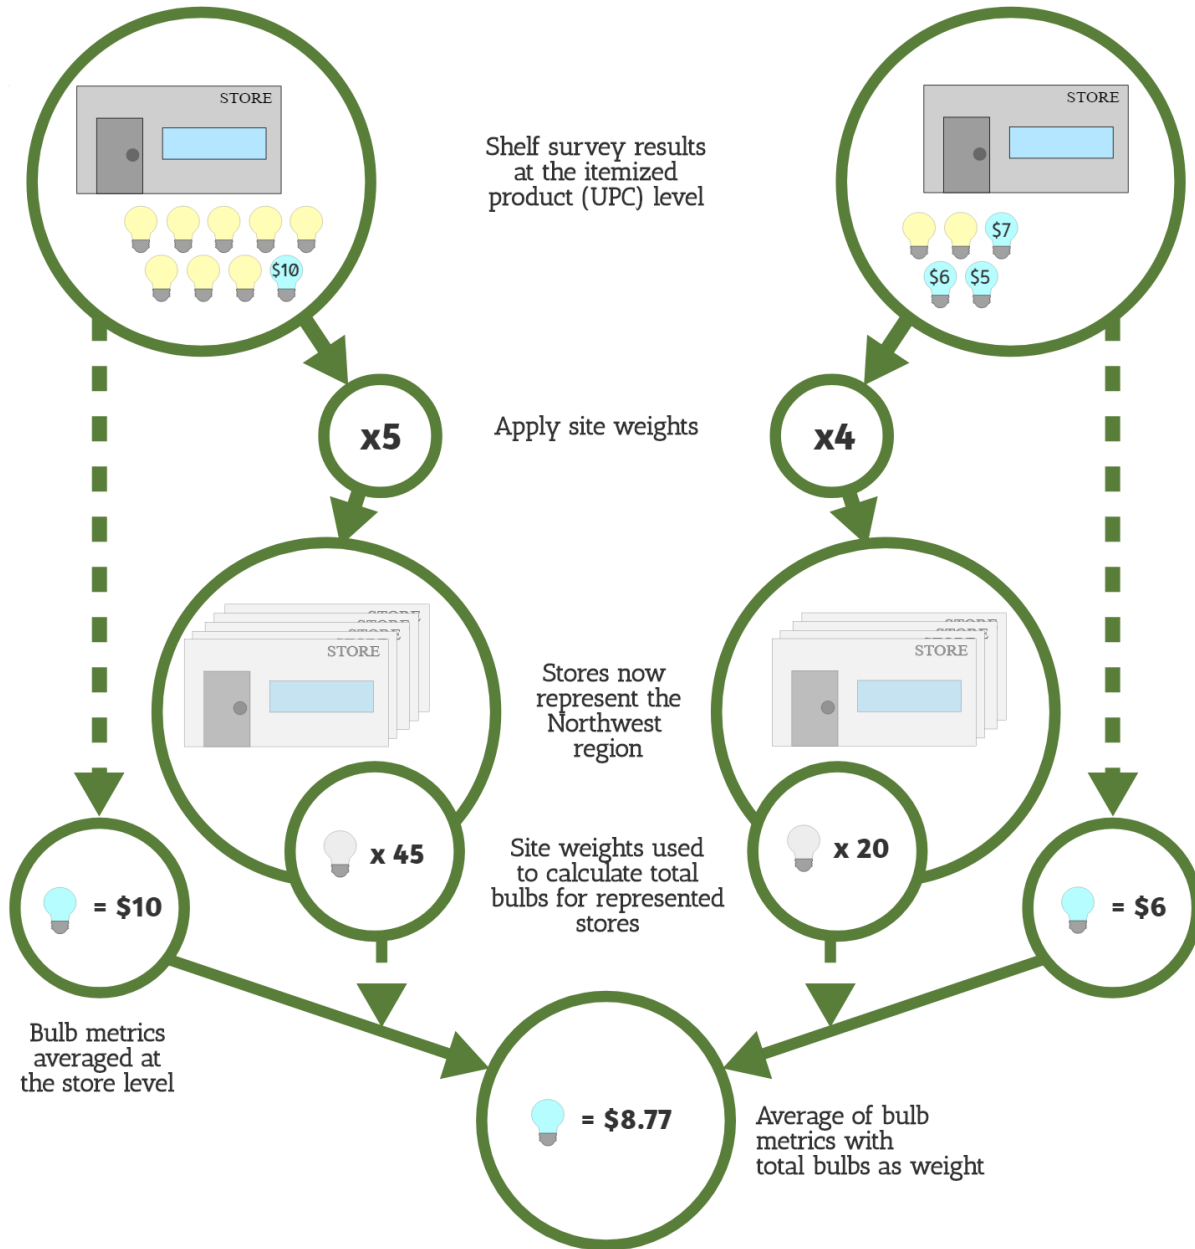 STORE
STORE
Shelf survey results
at the itemized
product (UPC) level
$10
$7
$6
$5
x5
Apply site weights
x4
STORE
STORE
STORE
STORE
Stores now
represent the
Northwest
region
STORE
x 45
Site weights used
to calculate total
bulbs for represented
stores
x 20
= $10
= $6
Bulb metrics
averaged at
the store level
= $8.77
Average of bulb
metrics with
total bulbs as weight